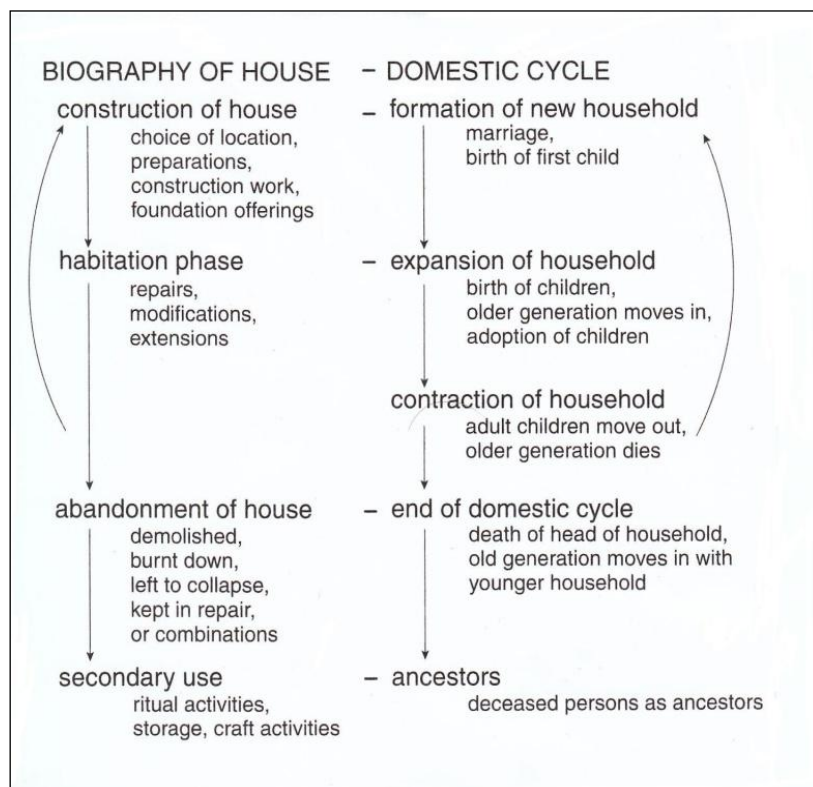 BIOGRAPHY OF HOUSE – DOMESTIC CYCLE
construction of house – formation of new household
choice of location,
preparations,
construction work,
foundation offerings
marriage,
birth of first child
habitation phase – expansion of household
repairs,
modifications,
extensions
birth of children,
older generation moves in,
adoption of children
contraction of household
adult children move out,
older generation dies
abandonment of house – end of domestic cycle
demolished,
burnt down,
left to collapse,
kept in repair,
or combinations
death of head of household,
old generation moves in with
younger household
secondary use – ancestors
ritual activities,
storage, craft activities
deceased persons as ancestors